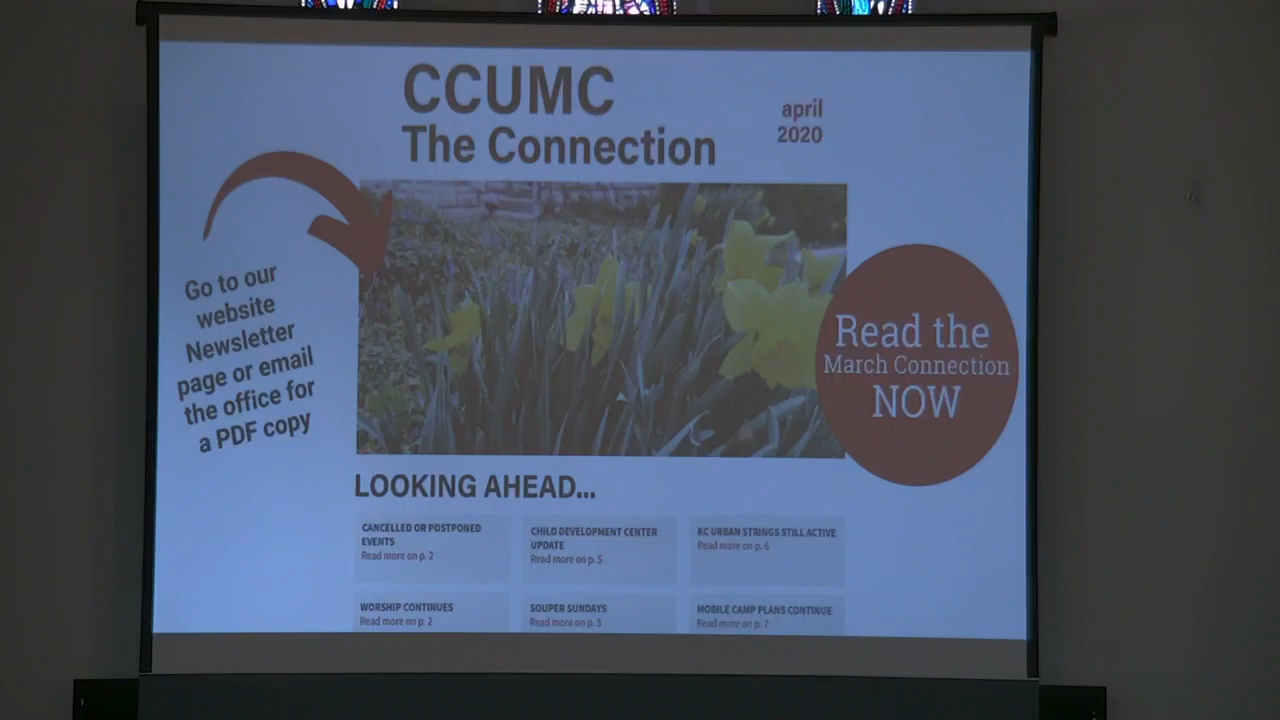 CCUMC
The Connection
april
2020
Go to our
website
Newsletter
page or email
the office for
a PDF copy
Read the
March Connection
NOW
LOOKING AHEAD...
CANCELLED OR POSTPONED
EVENTS
Read more on p. 2
CHILD DEVELOPMENT CENTER
UPDATE
Read more on p. 5
KC URBAN STRINGS STILL ACTIVE
Read more on p. 6
WORSHIP CONTINUES
Read more on p. 2
SOUPER SUNDAYS
Read more on p. 5
MOBILE CAMP PLANS CONTINUE
Read more on p. 7